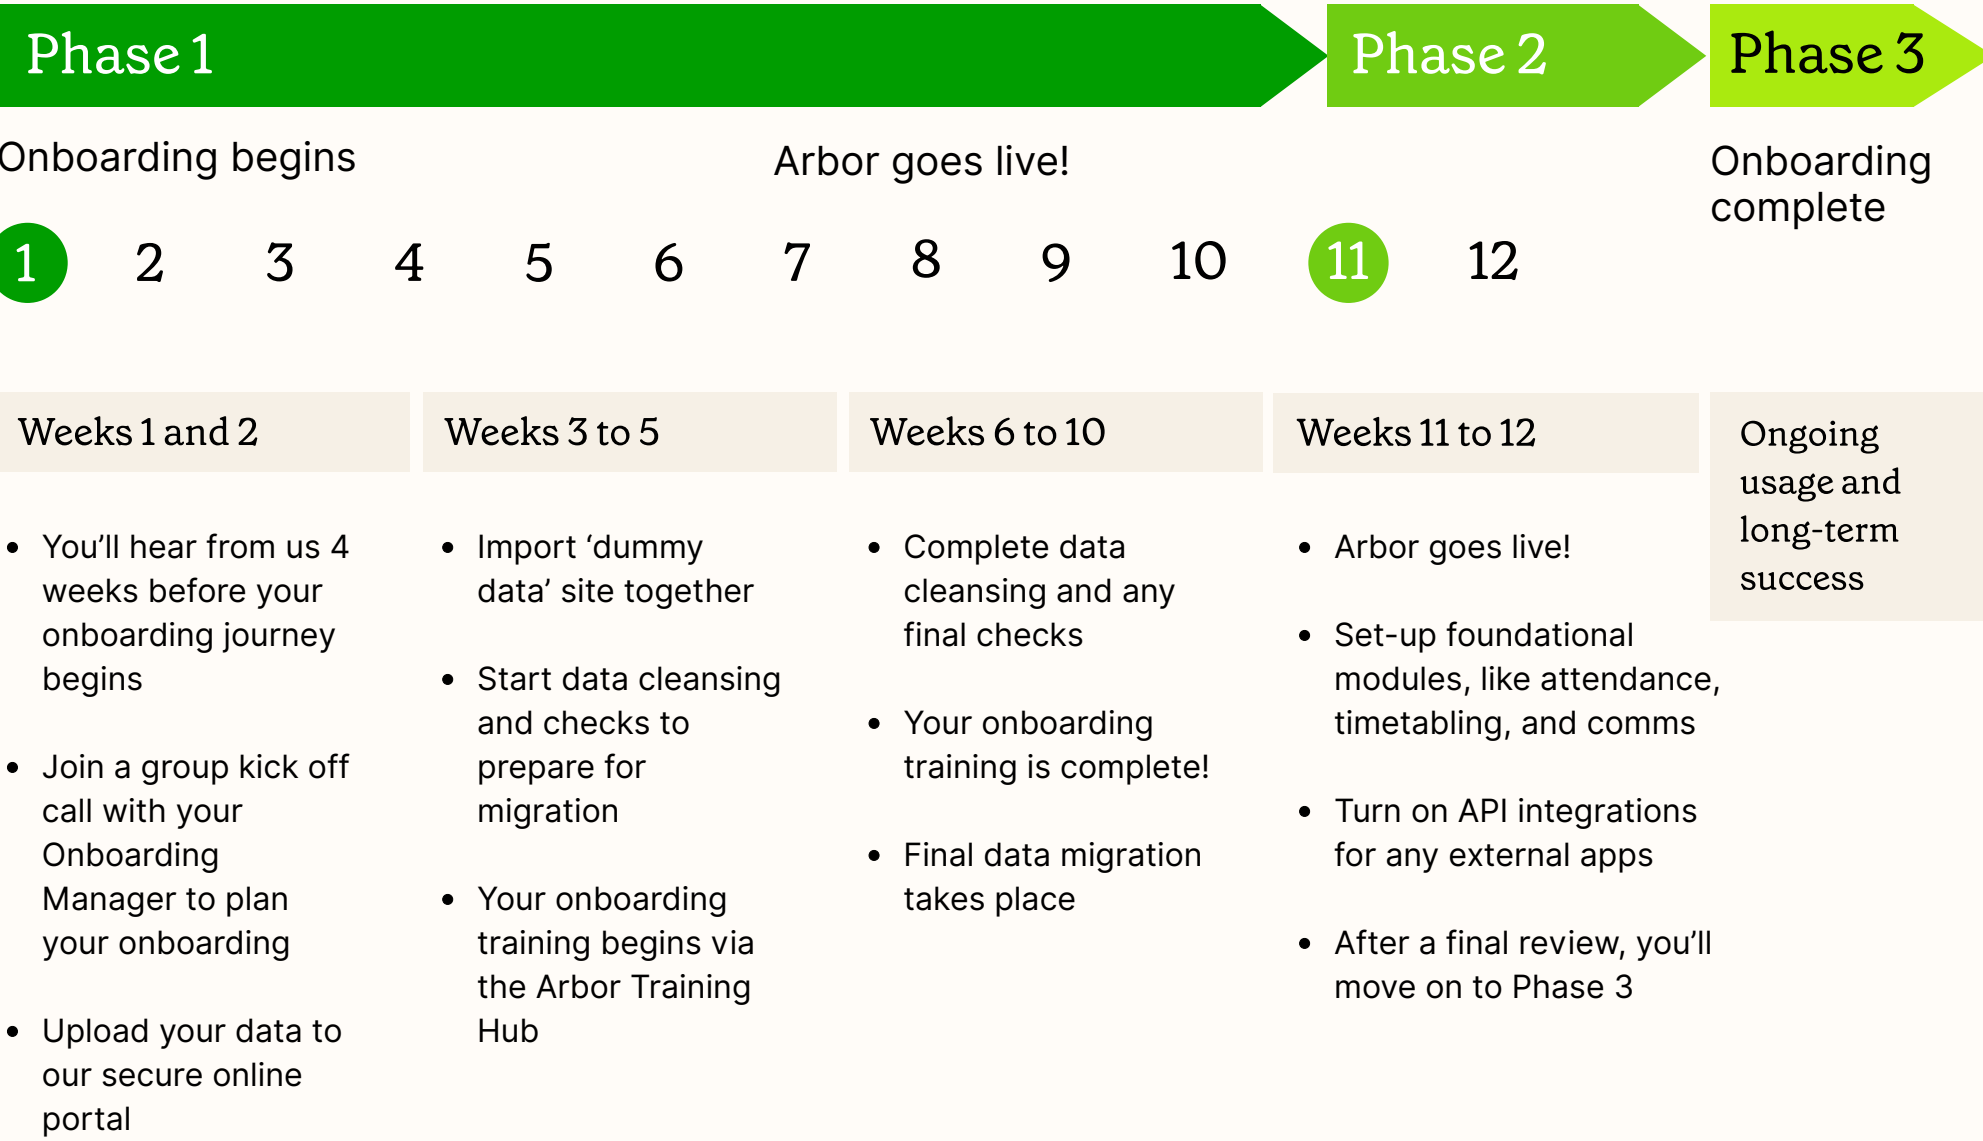 Phase 1
Phase 2
Phase 3
Onboarding begins
Arbor goes live!
Onboarding
complete
1 2 3 4 5 6 7 8 9 10 11 12
Weeks 1 and 2
• You’ll hear from us 4
weeks before your
onboarding journey
begins
• Join a group kick off
call with your
Onboarding
Manager to plan
your onboarding
• Upload your data to
our secure online
portal
Weeks 3 to 5
• Import ‘dummy
data’ site together
• Start data cleansing
and checks to
prepare for
migration
• Your onboarding
training begins via
the Arbor Training
Hub
Weeks 6 to 10
• Complete data
cleansing and any
final checks
• Your onboarding
training is complete!
• Final data migration
takes place
Weeks 11 to 12
• Arbor goes live!
• Set-up foundational
modules, like attendance,
timetabling, and comms
• Turn on API integrations
for any external apps
• After a final review, you’ll
move on to Phase 3
Ongoing
usage and
long-term
success